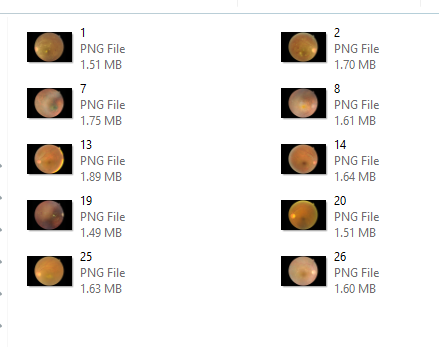 1
PNG File
1.51 MB
2
PNG File
1.70 MB
7
PNG File
1.75 MB
8
PNG File
1.61 MB
13
PNG File
1.89 MB
14
PNG File
1.64 MB
19
PNG File
1.49 MB
20
PNG File
1.51 MB
25
PNG File
1.63 MB
26
PNG File
1.60 MB